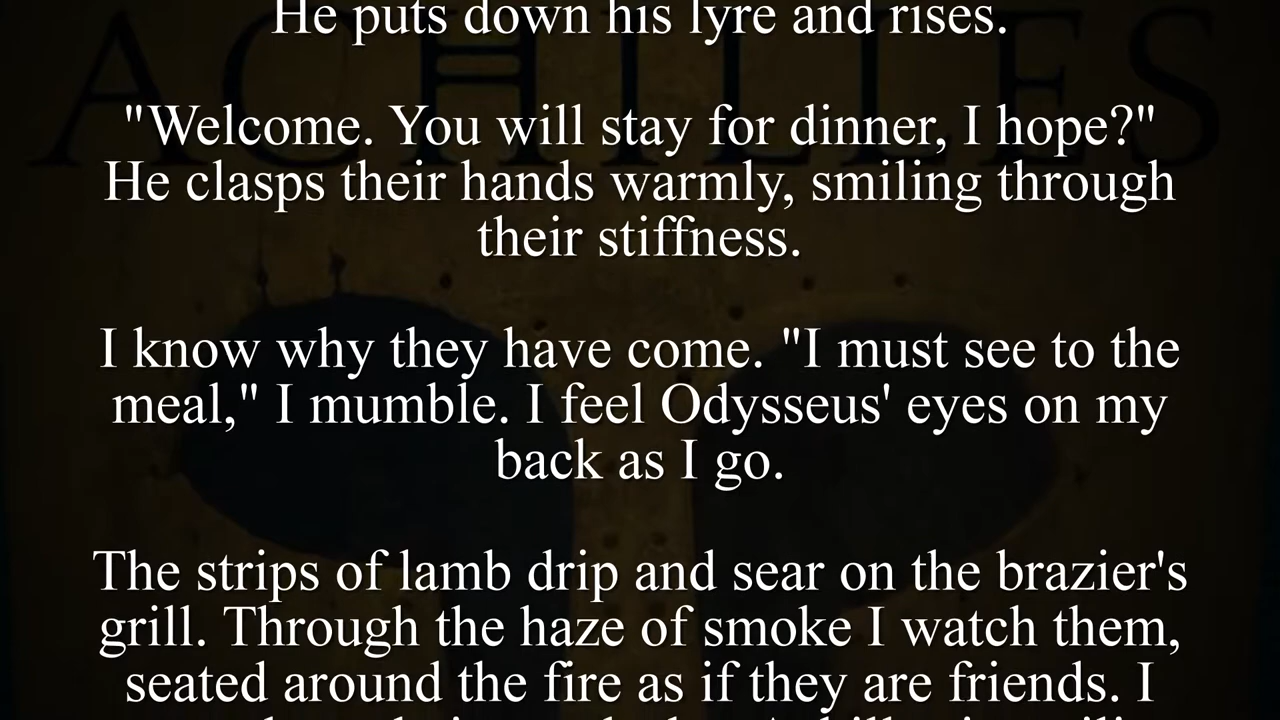 ACHILLES
He puts down his lyre and rises.
"Welcome. You will stay for dinner, I hope?"
He clasps their hands warmly, smiling through
their stiffness.
I know why they have come. "I must see to the
meal," I mumble. I feel Odysseus' eyes on my
back as I go.
The strips of lamb drip and sear on the brazier's
grill. Through the haze of smoke I watch them,
seated around the fire as if they are friends. I